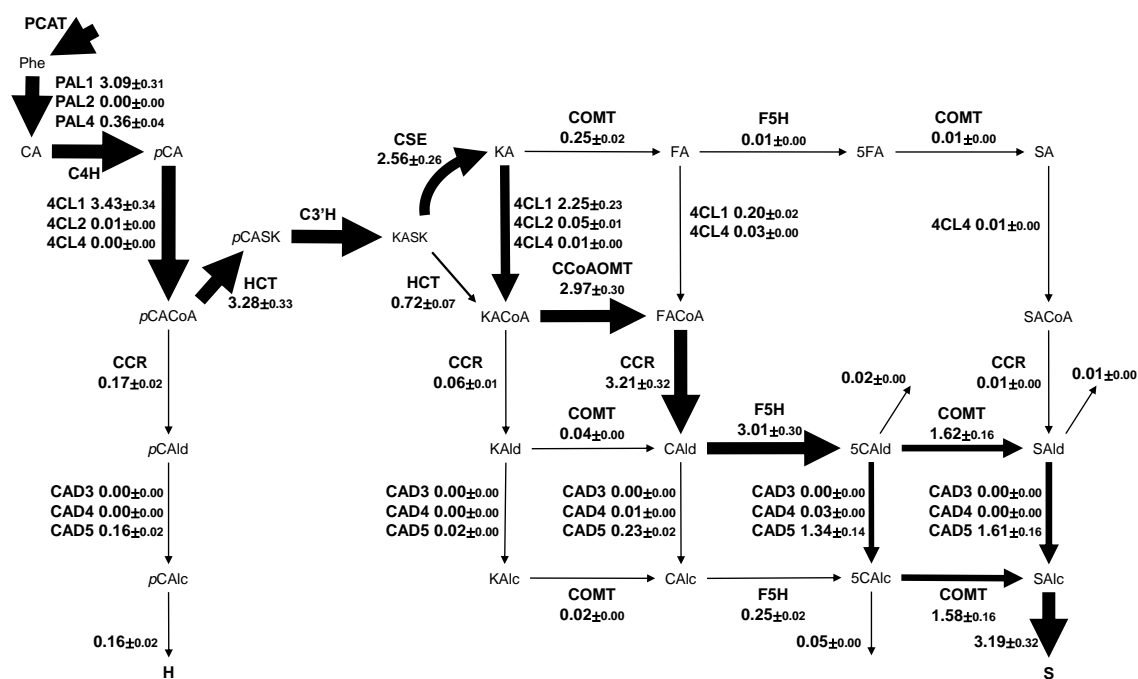 PCAT
Phe
PAL1 3.09±0.31
PAL2 0.00±0.00
PAL4 0.36±0.04
CA
C4H
pCA
4CL1 3.43±0.34
4CL2 0.01±0.00
4CL4 0.00±0.00
pCACoA
HCT
3.28±0.33
pCASK
C3'H
KASK
CSE
2.56±0.26
KA
COMT
0.25±0.02
FA
F5H
0.01±0.00
5FA
COMT
0.01±0.00
SA
4CL1 2.25±0.23
4CL2 0.05±0.01
4CL4 0.01±0.00
4CL1 0.20±0.02
4CL4 0.03±0.00
4CL4 0.01±0.00
HCT
0.72±0.07
KACoA
CCoAOMT
2.97±0.30
FACoA
SACoA
CCR
0.17±0.02
CCR
0.06±0.01
CCR
3.21±0.32
CCR
0.01±0.00
0.02±0.00
0.01±0.00
pCAld
KAld
COMT
0.04±0.00
CAld
F5H
3.01±0.30
5CAld
COMT
1.62±0.16
SAld
CAD3 0.00±0.00
CAD4 0.00±0.00
CAD5 0.16±0.02
CAD3 0.00±0.00
CAD4 0.00±0.00
CAD5 0.02±0.00
CAD3 0.00±0.00
CAD4 0.01±0.00
CAD5 0.23±0.02
CAD3 0.00±0.00
CAD4 0.03±0.00
CAD5 1.34±0.14
CAD3 0.00±0.00
CAD4 0.00±0.00
CAD5 1.61±0.16
pCAlc
KAlc
COMT
0.02±0.00
CAlc
F5H
0.25±0.02
5CAlc
COMT
1.58±0.16
SAlc
0.16±0.02
0.05±0.00
3.19±0.32
H
S